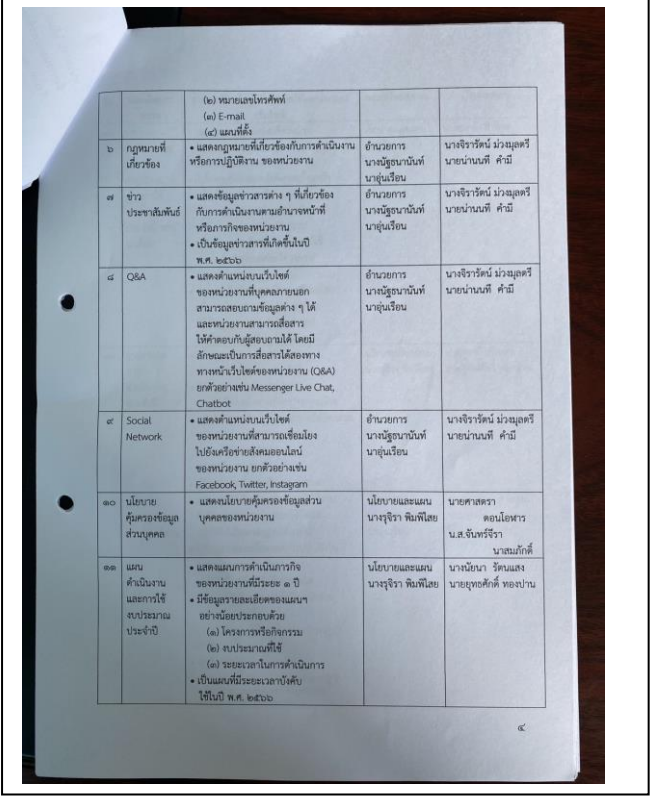 (๒) หมายเลขโทรศัพท์
(๓) E-mail
(๔) แผนที่ตั้ง
๖ กฎหมายที่ • แสดงกฎหมายที่เกี่ยวข้องกับการดำเนินงาน อำนวยการ นางจิรารัตน์ ม่วงมุลตรี
เกี่ยวข้อง หรือการปฏิบัติงาน ของหน่วยงาน นางนัฐธนานันท์ นายน่านนที คำมี
นาอุ่นเรือน
๗ ข่าว • แสดงข้อมูลข่าวสารต่าง ๆ ที่เกี่ยวข้อง อำนวยการ นางจิรารัตน์ ม่วงมุลตรี
ประชาสัมพันธ์ กับการดำเนินงานตามอำนาจหน้าที่ นางนัฐธนานันท์ นายน่านนที คำมี
หรือภารกิจของหน่วยงาน นาอุ่นเรือน
• เป็นข้อมูลข่าวสารที่เกิดขึ้นในปี
พ.ศ. ๒๕๖๖
๘ Q&A • แสดงตำแหน่งบนเว็บไซต์ อำนวยการ นางจิรารัตน์ ม่วงมุลตรี
ของหน่วยงานที่บุคคลภายนอก นางนัฐธนานันท์ นายน่านนที คำมี
สามารถสอบถามข้อมูลต่าง ๆ ได้ นาอุ่นเรือน
และหน่วยงานสามารถสื่อสาร
ให้คำตอบกับผู้สอบถามได้ โดยมี
ลักษณะเป็นการสื่อสารได้สองทาง
ทางหน้าเว็บไซต์ของหน่วยงาน (Q&A)
ยกตัวอย่างเช่น Messenger Live Chat,
Chatbot
๙ Social • แสดงตำแหน่งบนเว็บไซต์ อำนวยการ นางจิรารัตน์ ม่วงมุลตรี
Network ของหน่วยงานที่สามารถเชื่อมโยง นางนัฐธนานันท์ นายน่านนที คำมี
ไปยังเครือข่ายสังคมออนไลน์ นาอุ่นเรือน
ของหน่วยงาน ยกตัวอย่างเช่น
Facebook, Twitter, Instagram
๑๐ นโยบาย • แสดงนโยบายคุ้มครองข้อมูลส่วน นโยบายและแผน นายศาสตรา
คุ้มครองข้อมูล บุคคลของหน่วยงาน นางรุจิรา พิมพ์ไสย ดอนโอฬาร
ส่วนบุคคล น.ส.จันทร์จีรา
นาสมภักดิ์
๑๑ แผน • แสดงแผนการดำเนินภารกิจ นโยบายและแผน นางนัยนา รัตนแสง
ดำเนินงาน ของหน่วยงานที่มีระยะ ๑ ปี นางรุจิรา พิมพ์ไสย นายยุทธศักดิ์ ทองปาน
และการใช้ • มีข้อมูลรายละเอียดของแผนฯ
งบประมาณ อย่างน้อยประกอบด้วย
ประจำปี (๑) โครงการหรือกิจกรรม
(๒) งบประมาณที่ใช้
(๓) ระยะเวลาในการดำเนินการ
• เป็นแผนที่มีระยะเวลาบังคับ
ใช้ในปี พ.ศ. ๒๕๖๖
๔